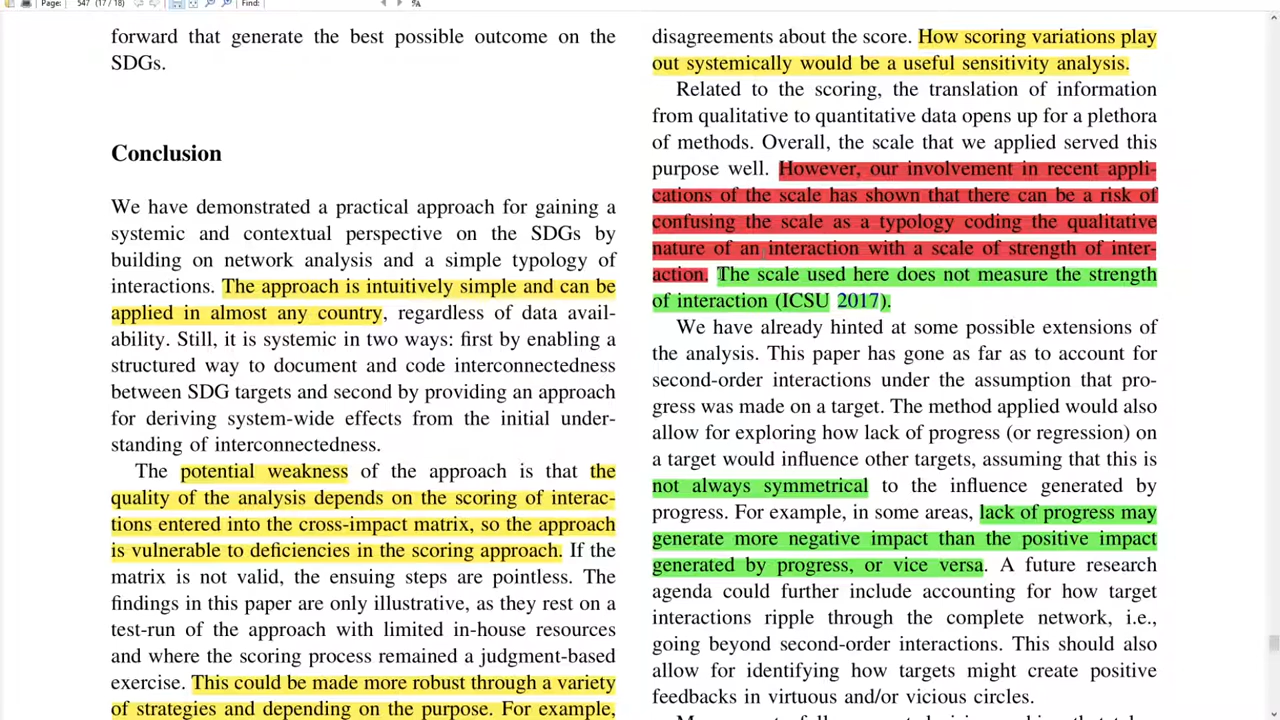 Page: 547 (17 / 18) Find:
forward that generate the best possible outcome on the
SDGs.
Conclusion
We have demonstrated a practical approach for gaining a
systemic and contextual perspective on the SDGs by
building on network analysis and a simple typology of
interactions. The approach is intuitively simple and can be
applied in almost any country, regardless of data avail-
ability. Still, it is systemic in two ways: first by enabling a
structured way to document and code interconnectedness
between SDG targets and second by providing an approach
for deriving system-wide effects from the initial under-
standing of interconnectedness.
The potential weakness of the approach is that the
quality of the analysis depends on the scoring of interac-
tions entered into the cross-impact matrix, so the approach
is vulnerable to deficiencies in the scoring approach. If the
matrix is not valid, the ensuing steps are pointless. The
findings in this paper are only illustrative, as they rest on a
test-run of the approach with limited in-house resources
and where the scoring process remained a judgment-based
exercise. This could be made more robust through a variety
of strategies and depending on the purpose. For example,
disagreements about the score. How scoring variations play
out systemically would be a useful sensitivity analysis.
Related to the scoring, the translation of information
from qualitative to quantitative data opens up for a plethora
of methods. Overall, the scale that we applied served this
purpose well. However, our involvement in recent appli-
cations of the scale has shown that there can be a risk of
confusing the scale as a typology coding the qualitative
nature of an interaction with a scale of strength of inter-
action. The scale used here does not measure the strength
of interaction (ICSU 2017).
We have already hinted at some possible extensions of
the analysis. This paper has gone as far as to account for
second-order interactions under the assumption that pro-
gress was made on a target. The method applied would also
allow for exploring how lack of progress (or regression) on
a target would influence other targets, assuming that this is
not always symmetrical to the influence generated by
progress. For example, in some areas, lack of progress may
generate more negative impact than the positive impact
generated by progress, or vice versa. A future research
agenda could further include accounting for how target
interactions ripple through the complete network, i.e.,
going beyond second-order interactions. This should also
allow for identifying how targets might create positive
feedbacks in virtuous and/or vicious circles.